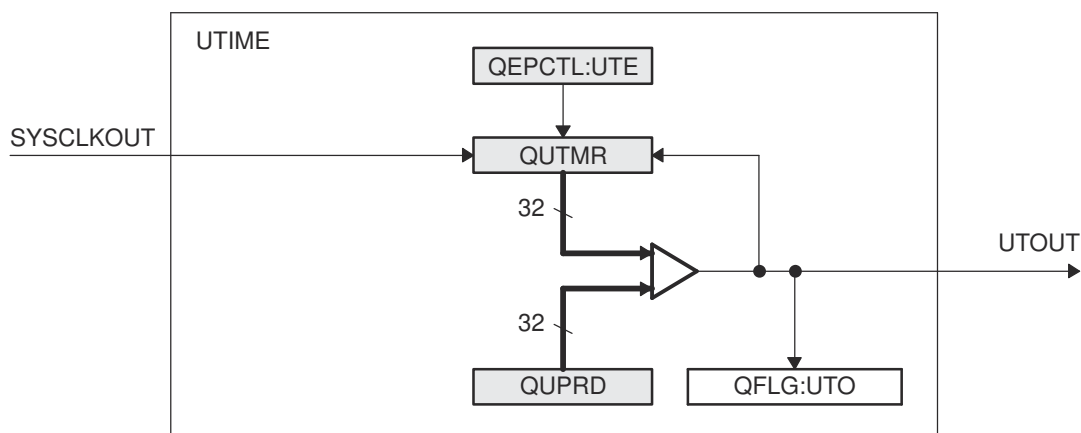 UTIME
QEPCTL:UTE
SYSCLKOUT
QUTMR
32
UTOUT
32
QUPRD
QFLG:UTO